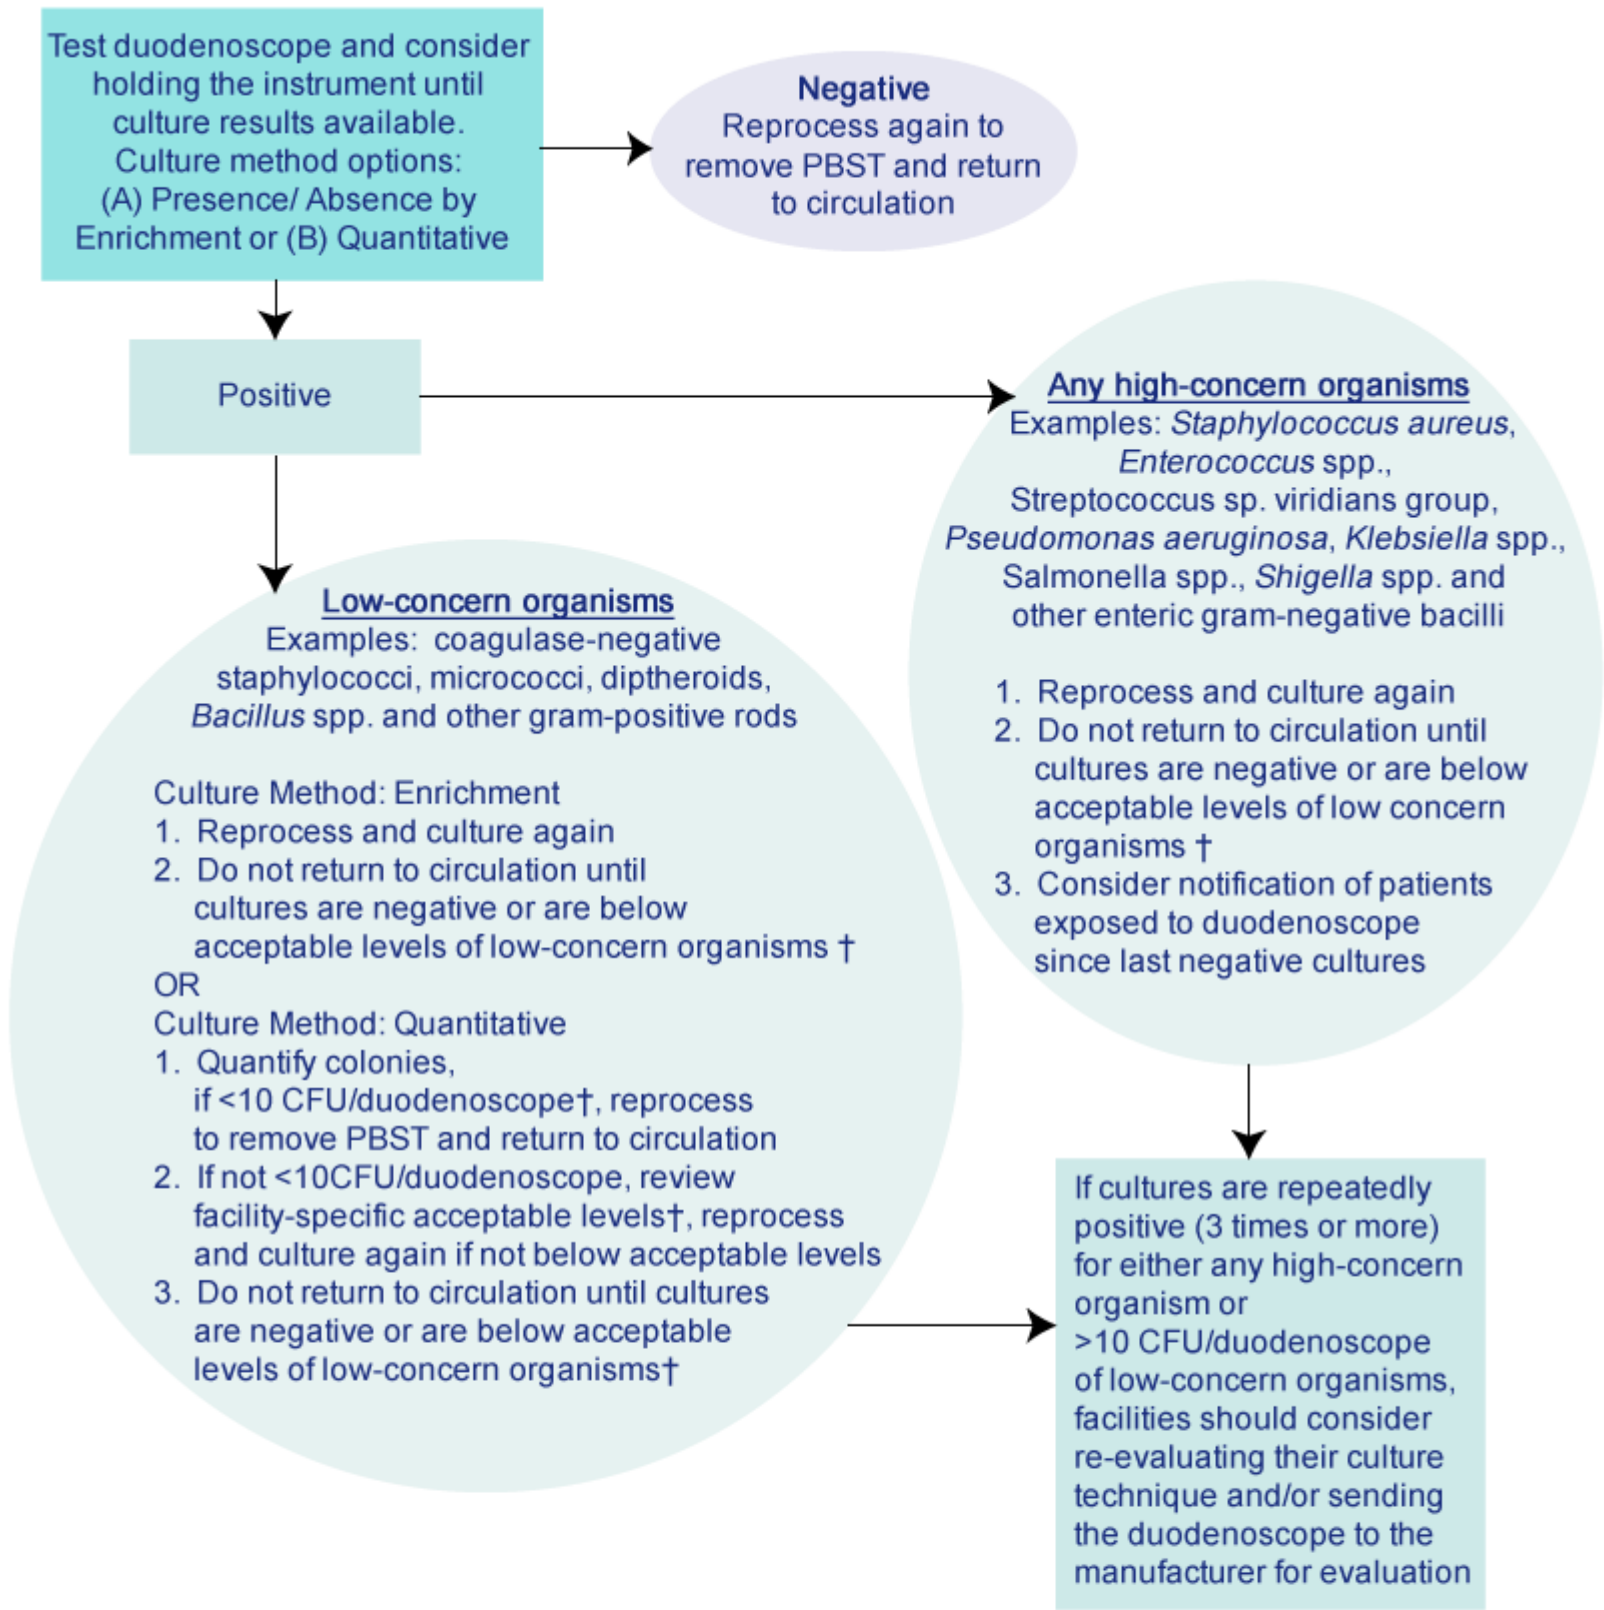 Test duodenoscope and consider
holding the instrument until
culture results available.
Culture method options:
(A) Presence/ Absence by
Enrichment or (B) Quantitative
Negative
Reprocess again to
remove PBST and return
to circulation
Positive
Any high-concern organisms
Examples: Staphylococcus aureus,
Enterococcus spp.,
Streptococcus sp. viridians group,
Pseudomonas aeruginosa, Klebsiella spp.,
Salmonella spp., Shigella spp. and
other enteric gram-negative bacilli
1. Reprocess and culture again
2. Do not return to circulation until
cultures are negative or are below
acceptable levels of low concern
organisms †
3. Consider notification of patients
exposed to duodenoscope
since last negative cultures
Low-concern organisms
Examples: coagulase-negative
staphylococci, micrococci, diptheroids,
Bacillus spp. and other gram-positive rods
Culture Method: Enrichment
1. Reprocess and culture again
2. Do not return to circulation until
cultures are negative or are below
acceptable levels of low-concern organisms †
OR
Culture Method: Quantitative
1. Quantify colonies,
if <10 CFU/duodenoscope†, reprocess
to remove PBST and return to circulation
2. If not <10CFU/duodenoscope, review
facility-specific acceptable levels†, reprocess
and culture again if not below acceptable levels
3. Do not return to circulation until cultures
are negative or are below acceptable
levels of low-concern organisms†
If cultures are repeatedly
positive (3 times or more)
for either any high-concern
organism or
>10 CFU/duodenoscope
of low-concern organisms,
facilities should consider
re-evaluating their culture
technique and/or sending
the duodenoscope to the
manufacturer for evaluation